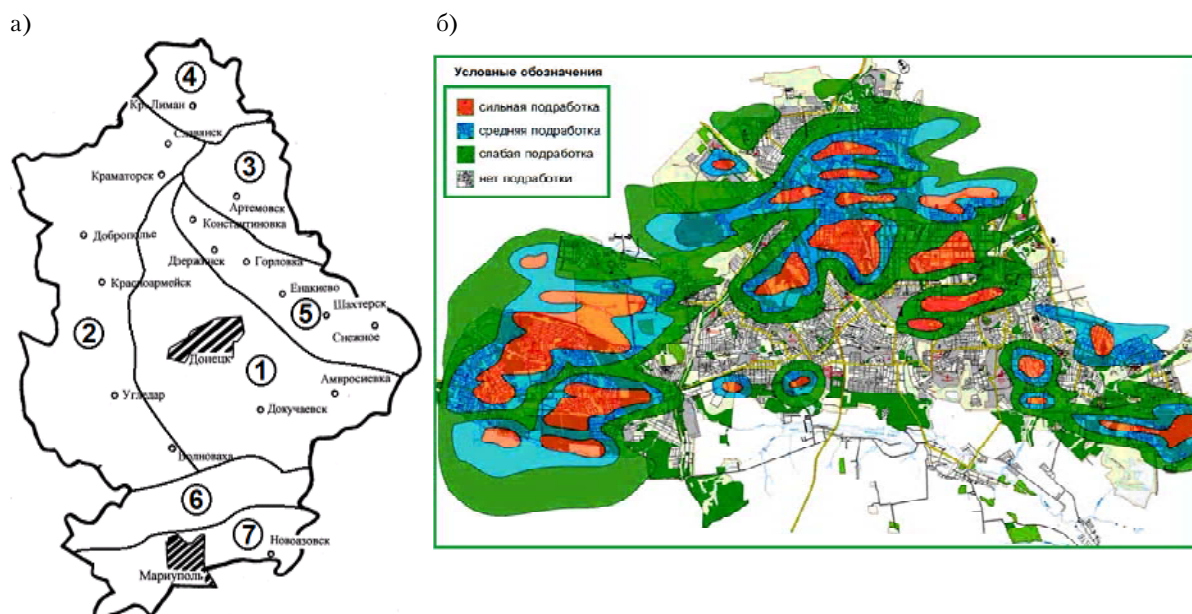 а)
4
Кр. Лиман
Славянск
3
Краматорск
Артемовск
Константиновка
Доброполье
Дзержинск
Горловка
Красноармейск
Енакиево
Шахтерск
5
Снежное
2
Донецк
1
Амвросиевка
Угледар
Докучаевск
Волноваха
6
7
Новоазовск
Мариуполь
б)
Условные обозначения
сильная подработка
средняя подработка
слабая подработка
нет подработки